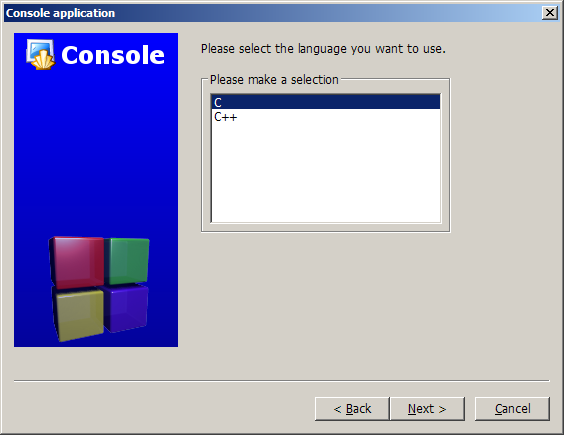 Console application
Console
Please select the language you want to use.
Please make a selection
C
C++
< Back
Next >
Cancel